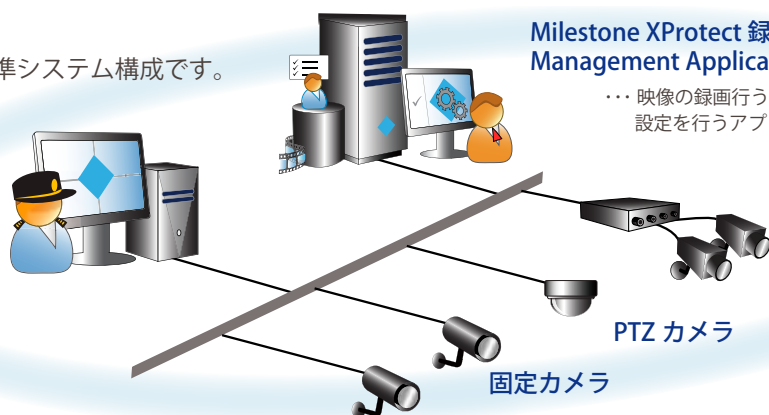 準システム構成です。
Milestone XProtect 録
Management Applica
… 映像の録画行う
設定を行うアプ
PTZ カメラ
固定カメラ